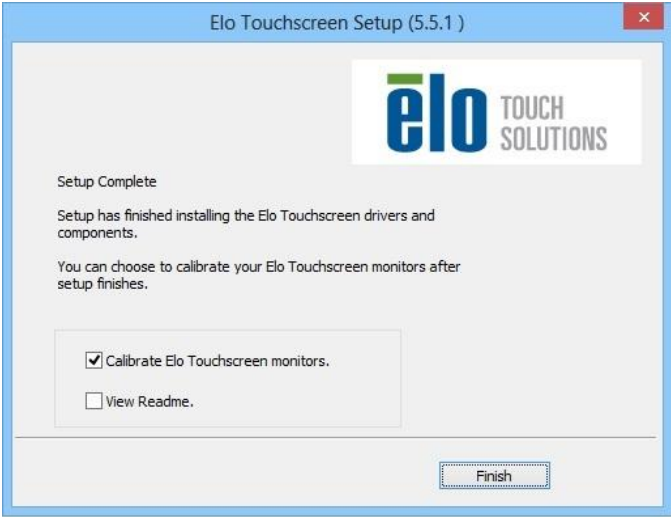 Elo Touchscreen Setup (5.5.1 )
elo TOUCH
SOLUTIONS
Setup Complete
Setup has finished installing the Elo Touchscreen drivers and
components.
You can choose to calibrate your Elo Touchscreen monitors after
setup finishes.
Calibrate Elo Touchscreen monitors.
View Readme.
Finish